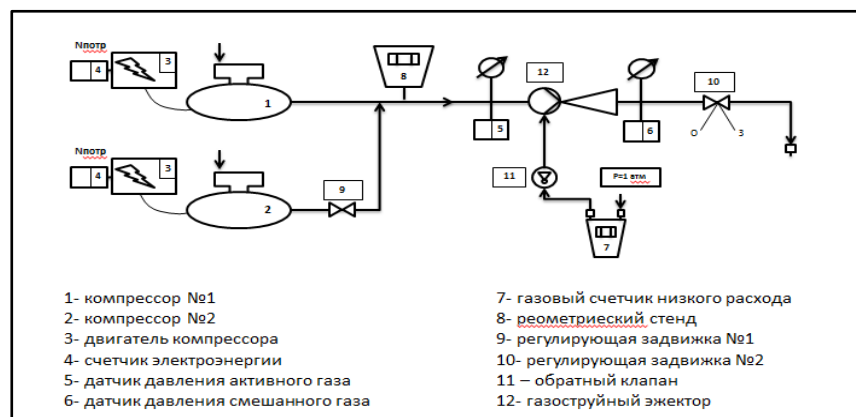 Nпотр
4
3
1
8
12
10
5
6
О
З
Nпотр
4
3
2
9
11
P=1 атм
7
1- компрессор №1
2- компрессор №2
3- двигатель компрессора
4- счетчик электроэнергии
5- датчик давления активного газа
6- датчик давления смешанного газа
7- газовый счетчик низкого расхода
8- реометриеский стенд
9- регулирующая задвижка №1
10- регулирующая задвижка №2
11 – обратный клапан
12- газоструйный эжектор